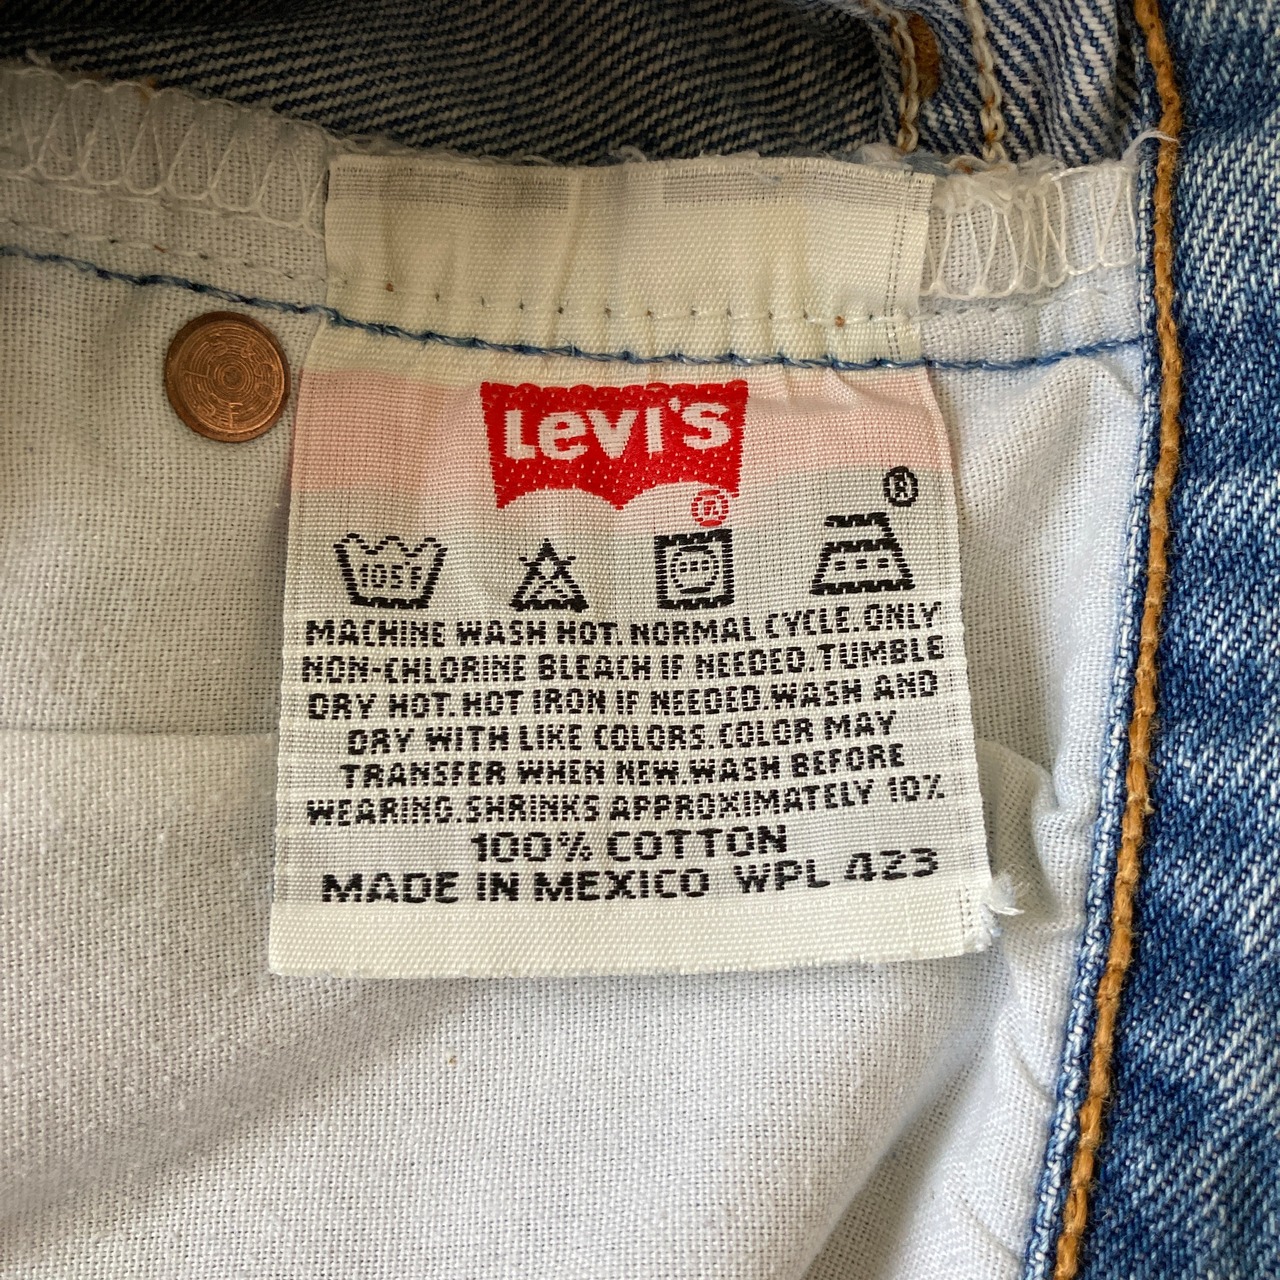 Levi's
®
®
105F
MACHINE WASH HOT. NORMAL CYCLE. ONLY
NON-CHLORINE BLEACH IF NEEDED. TUMBLE
DRY HOT. HOT IRON IF NEEDED. WASH AND
DRY WITH LIKE COLORS. COLOR MAY
TRANSFER WHEN NEW. WASH BEFORE
WEARING. SHRINKS APPROXIMATELY 10%
100% COTTON
MADE IN MEXICO WPL 423